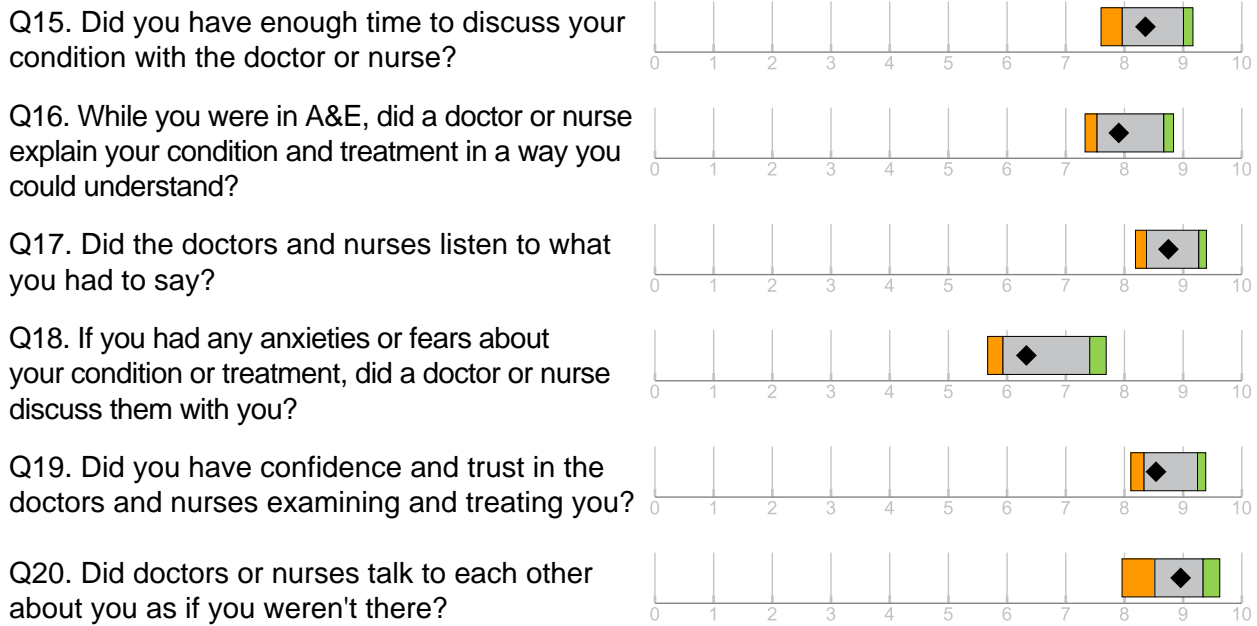 Q15. Did you have enough time to discuss your
condition with the doctor or nurse?
0 1 2 3 4 5 6 7 8 9 10
Q16. While you were in A&E, did a doctor or nurse
explain your condition and treatment in a way you
could understand?
0 1 2 3 4 5 6 7 8 9 10
Q17. Did the doctors and nurses listen to what
you had to say?
0 1 2 3 4 5 6 7 8 9 10
Q18. If you had any anxieties or fears about
your condition or treatment, did a doctor or nurse
discuss them with you?
0 1 2 3 4 5 6 7 8 9 10
Q19. Did you have confidence and trust in the
doctors and nurses examining and treating you?
0 1 2 3 4 5 6 7 8 9 10
Q20. Did doctors or nurses talk to each other
about you as if you weren't there?
0 1 2 3 4 5 6 7 8 9 10